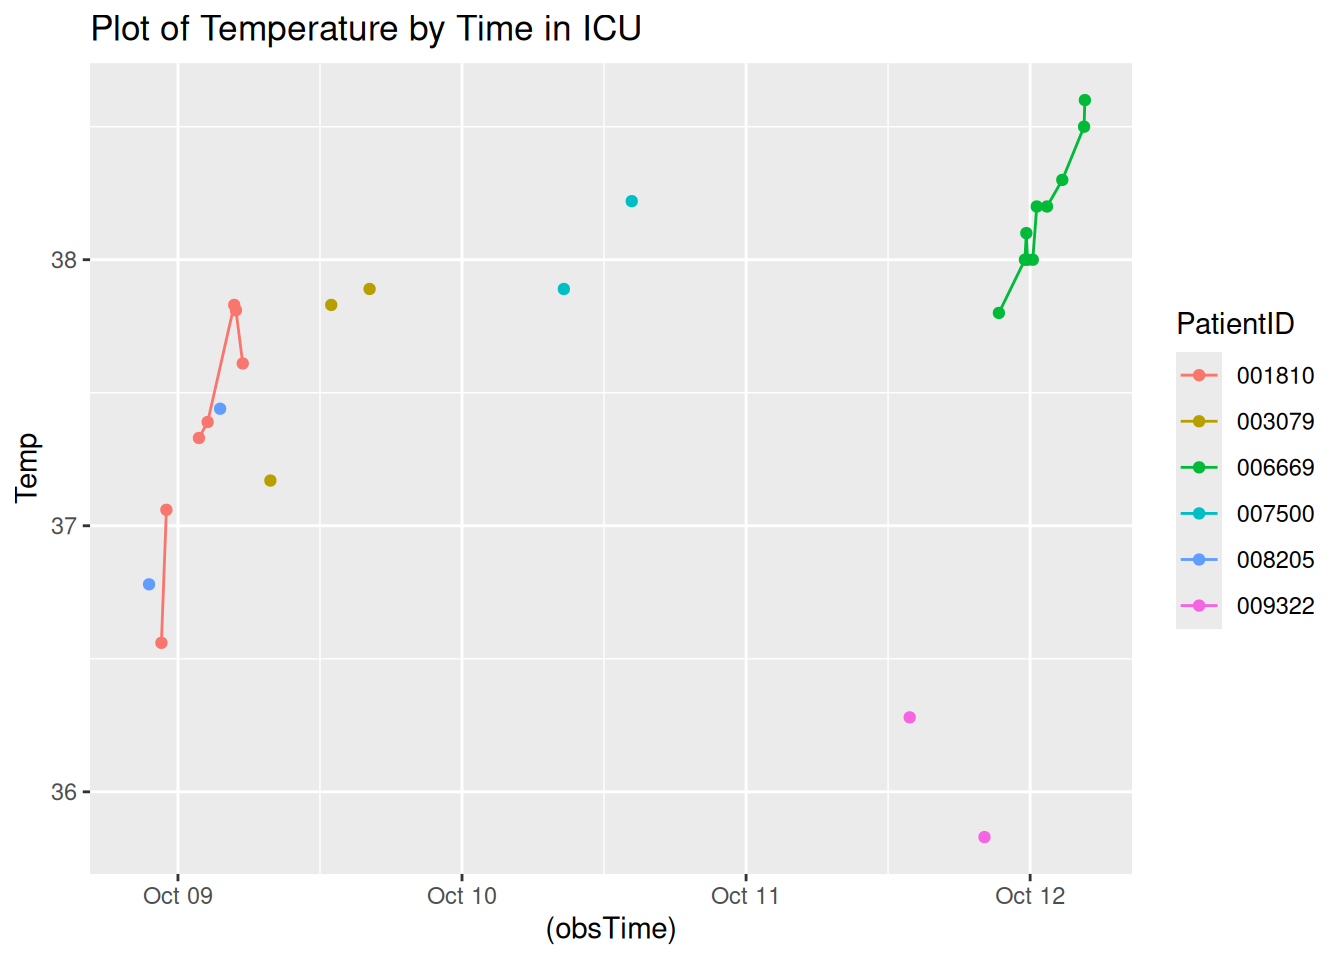 Plot of Temperature by Time in ICU
Temp
38
37
36
Oct 09
Oct 10
Oct 11
Oct 12
(obsTime)
PatientID
001810
003079
006669
007500
008205
009322